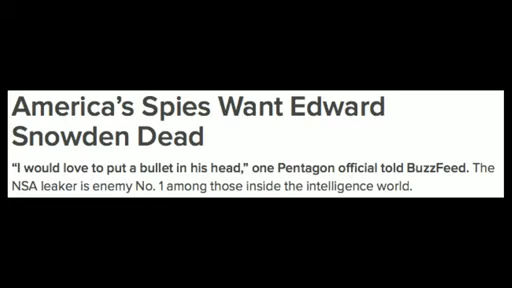 America’s Spies Want Edward
Snowden Dead
“I would love to put a bullet in his head,” one Pentagon official told BuzzFeed. The
NSA leaker is enemy No. 1 among those inside the intelligence world.